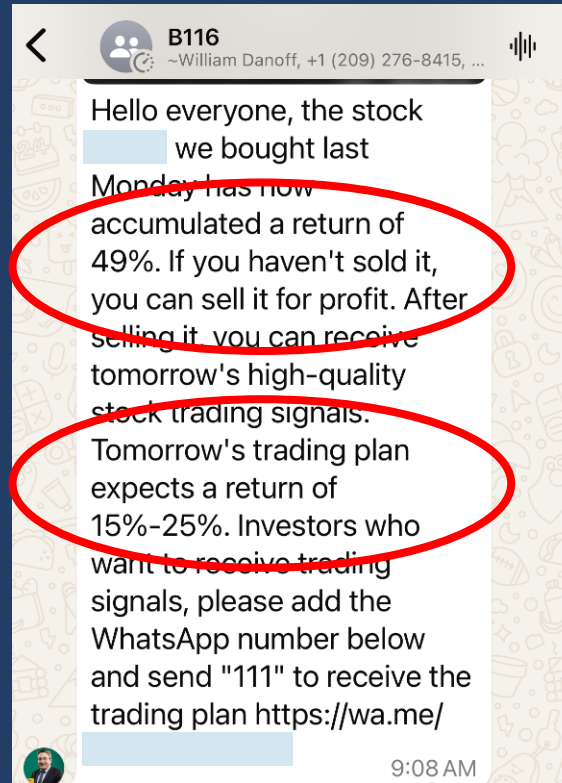 B116
~William Danoff, +1 (209) 276-8415, ...
Hello everyone, the stock
we bought last
Monday has now
accumulated a return of
49%. If you haven't sold it,
you can sell it for profit. After
selling it, you can receive
tomorrow's high-quality
stock trading signals.
Tomorrow's trading plan
expects a return of
15%-25%. Investors who
want to receive trading
signals, please add the
WhatsApp number below
and send "111" to receive the
trading plan https://wa.me/
9:08 AM